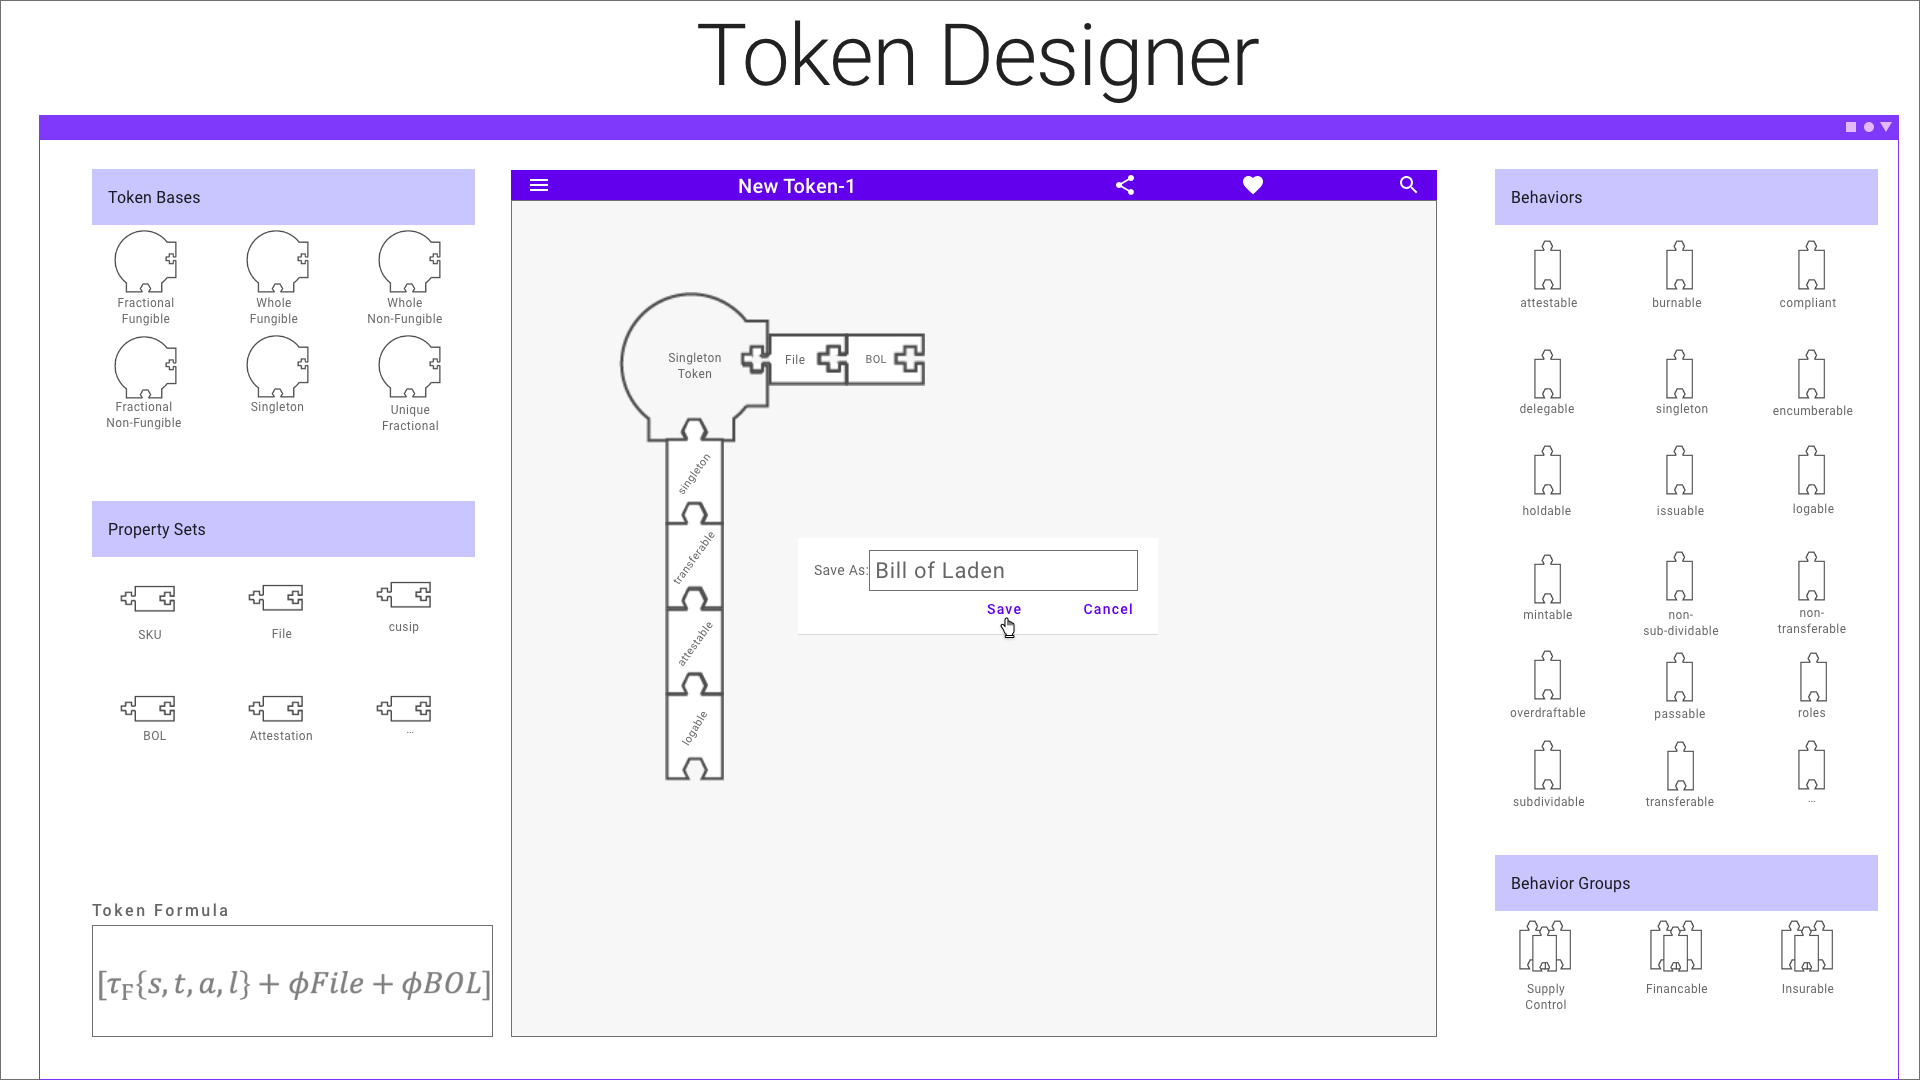 Token Designer
New Token-1
Token Bases
Fractional
Fungible
Whole
Fungible
Whole
Non-Fungible
Fractional
Non-Fungible
Singleton
Unique
Fractional
Property Sets
SKU
File
cusip
BOL
Attestation
...
Token Formula
[τF{s, t, a, l} + ϕFile + ϕBOL]
Singleton
Token
File
BOL
singleton
transferable
attestable
logable
Save As:
Bill of Laden
Save
Cancel
Behaviors
attestable
burnable
compliant
delegable
singleton
encumberable
holdable
issuable
logable
mintable
non-
sub-dividable
non-
transferable
overdraftable
passable
roles
subdividable
transferable
...
Behavior Groups
Supply
Control
Financable
Insurable